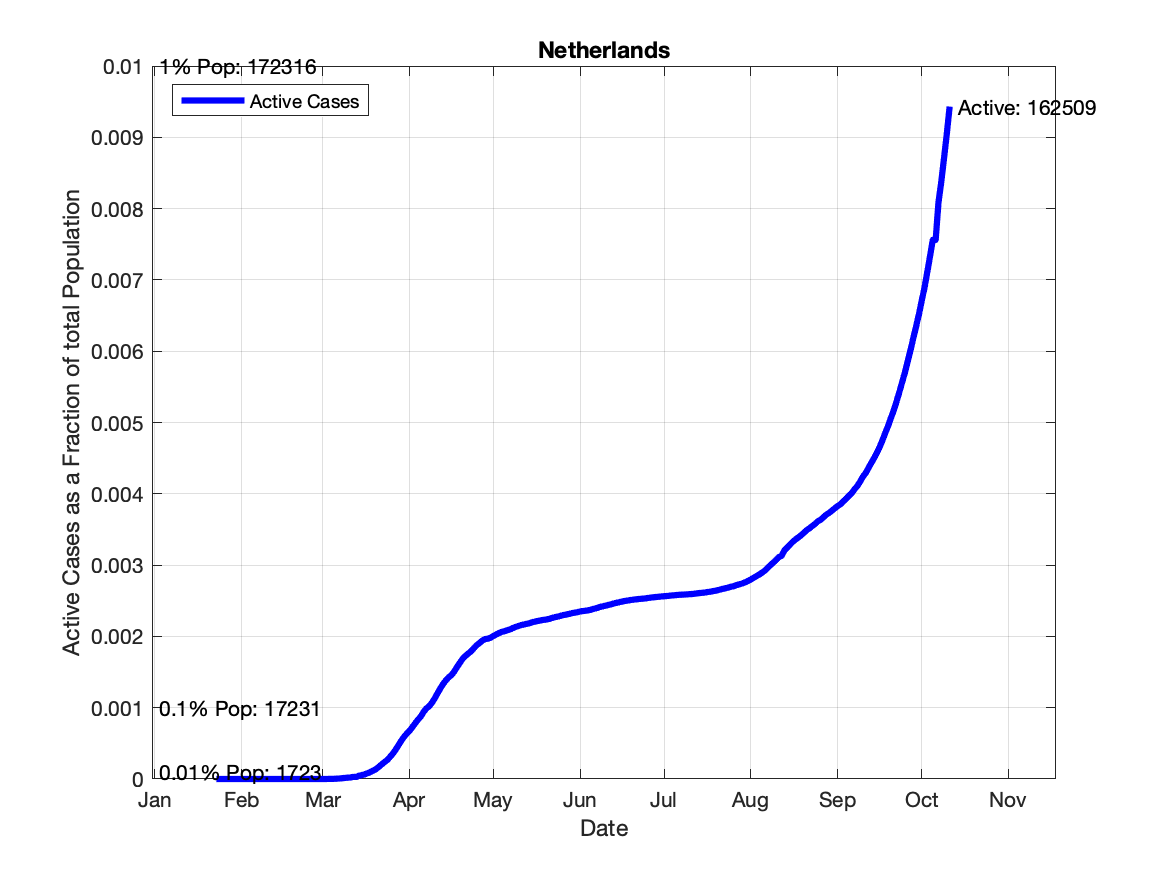 Netherlands
1% Pop: 172316
Active Cases
Active: 162509
0.1% Pop: 17231
0.01% Pop: 1723
Active Cases as a Fraction of total Population
0.01
0.009
0.008
0.007
0.006
0.005
0.004
0.003
0.002
0.001
0
Jan Feb Mar Apr May Jun Jul Aug Sep Oct Nov
Date